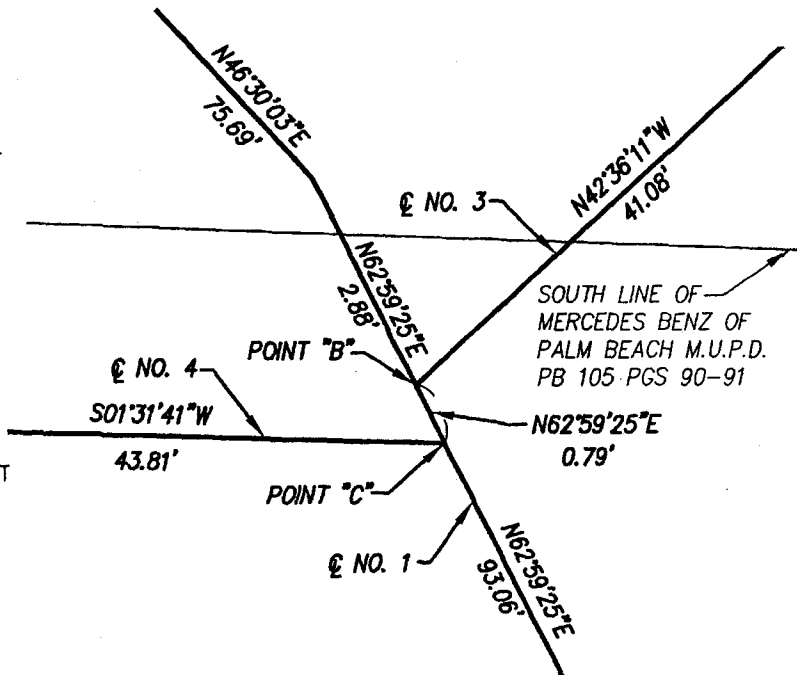 N46°30'03"E
75.69'
N42°36'11"W
41.08'
℄ NO. 3
N62°59'25"E
2.88'
SOUTH LINE OF
MERCEDES BENZ OF
PALM BEACH M.U.P.D.
PB 105 PGS 90-91
POINT "B"
℄ NO. 4
S01°31'41"W
43.81'
N62°59'25"E
0.79'
T
POINT "C"
℄ NO. 1
N62°59'25"E
93.06'